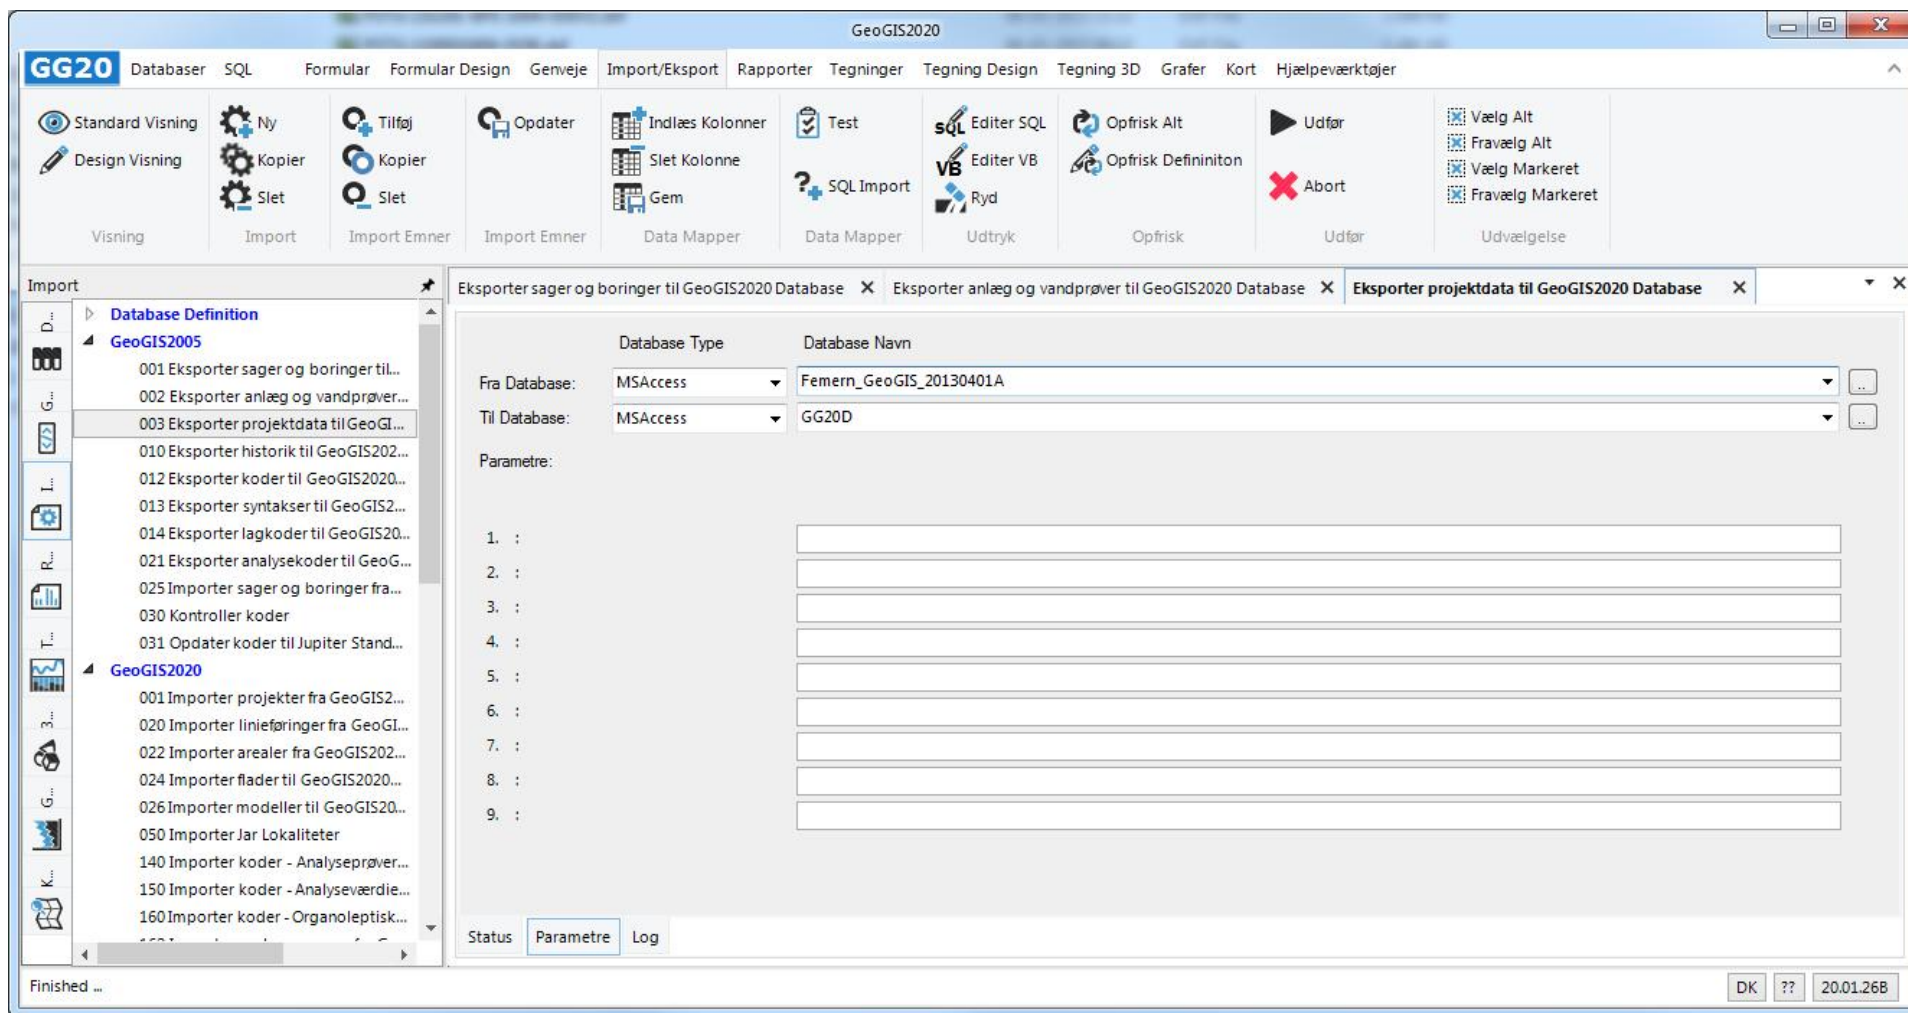 GeoGIS2020
GG20 Databaser SQL Formular Formular Design Genveje Import/Eksport Rapporter Tegninger Tegning Design Tegning 3D Grafer Kort Hjælpeværktøjer
Standard Visning
Design Visning
Visning
Ny
Kopier
Slet
Import
Tilføj
Kopier
Slet
Import Emner
Opdater
Import Emner
Indlæs Kolonner
Slet Kolonne
Gem
Data Mapper
Test
SQL Import
Data Mapper
SQL Editer SQL
VB Editer VB
Ryd
Udtryk
Opfrisk Alt
Opfrisk Defininiton
Opfrisk
Udfør
Abort
Udfør
Vælg Alt
Fravælg Alt
Vælg Markeret
Fravælg Markeret
Udvælgelse
Import
D...
G...
I...
R...
T...
3...
G...
K...
Database Definition
GeoGIS2005
001 Eksporter sager og boringer til...
002 Eksporter anlæg og vandprøver...
003 Eksporter projektdata til GeoGI...
010 Eksporter historik til GeoGIS202...
012 Eksporter koder til GeoGIS2020...
013 Eksporter syntakser til GeoGIS2...
014 Eksporter lagkoder til GeoGIS20...
021 Eksporter analysekoder til GeoG...
025 Importer sager og boringer fra...
030 Kontroller koder
031 Opdater koder til Jupiter Stand...
GeoGIS2020
001 Importer projekter fra GeoGIS2...
020 Importer linieføringer fra GeoGI...
022 Importer arealer fra GeoGIS202...
024 Importer flader til GeoGIS2020...
026 Importer modeller til GeoGIS20...
050 Importer Jar Lokaliteter
140 Importer koder - Analyseprøver...
150 Importer koder - Analyseværdie...
160 Importer koder - Organoleptisk...
Eksporter sager og boringer til GeoGIS2020 Database Eksporter anlæg og vandprøver til GeoGIS2020 Database Eksporter projektdata til GeoGIS2020 Database
Database Type Database Navn
Fra Database: MSAccess Femern_GeoGIS_20130401A ..
Til Database: MSAccess GG20D ..
Parametre:
1. :
2. :
3. :
4. :
5. :
6. :
7. :
8. :
9. :
Status Parametre Log
Finished ... DK ?? 20.01.26B